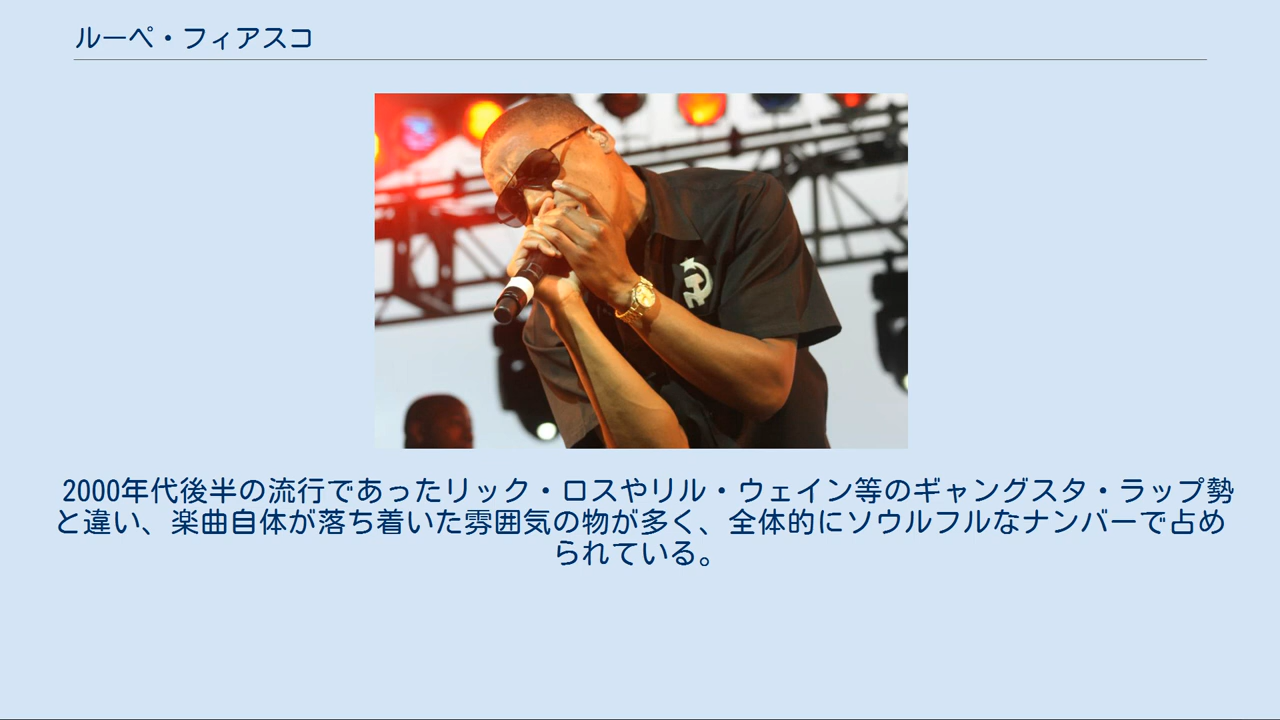 ルーペ・フィアスコ
2000年代後半の流行であったリック・ロスやリル・ウェイン等のギャングスタ・ラップ勢
と違い、楽曲自体が落ち着いた雰囲気の物が多く、全体的にソウルフルなナンバーで占め
られている。